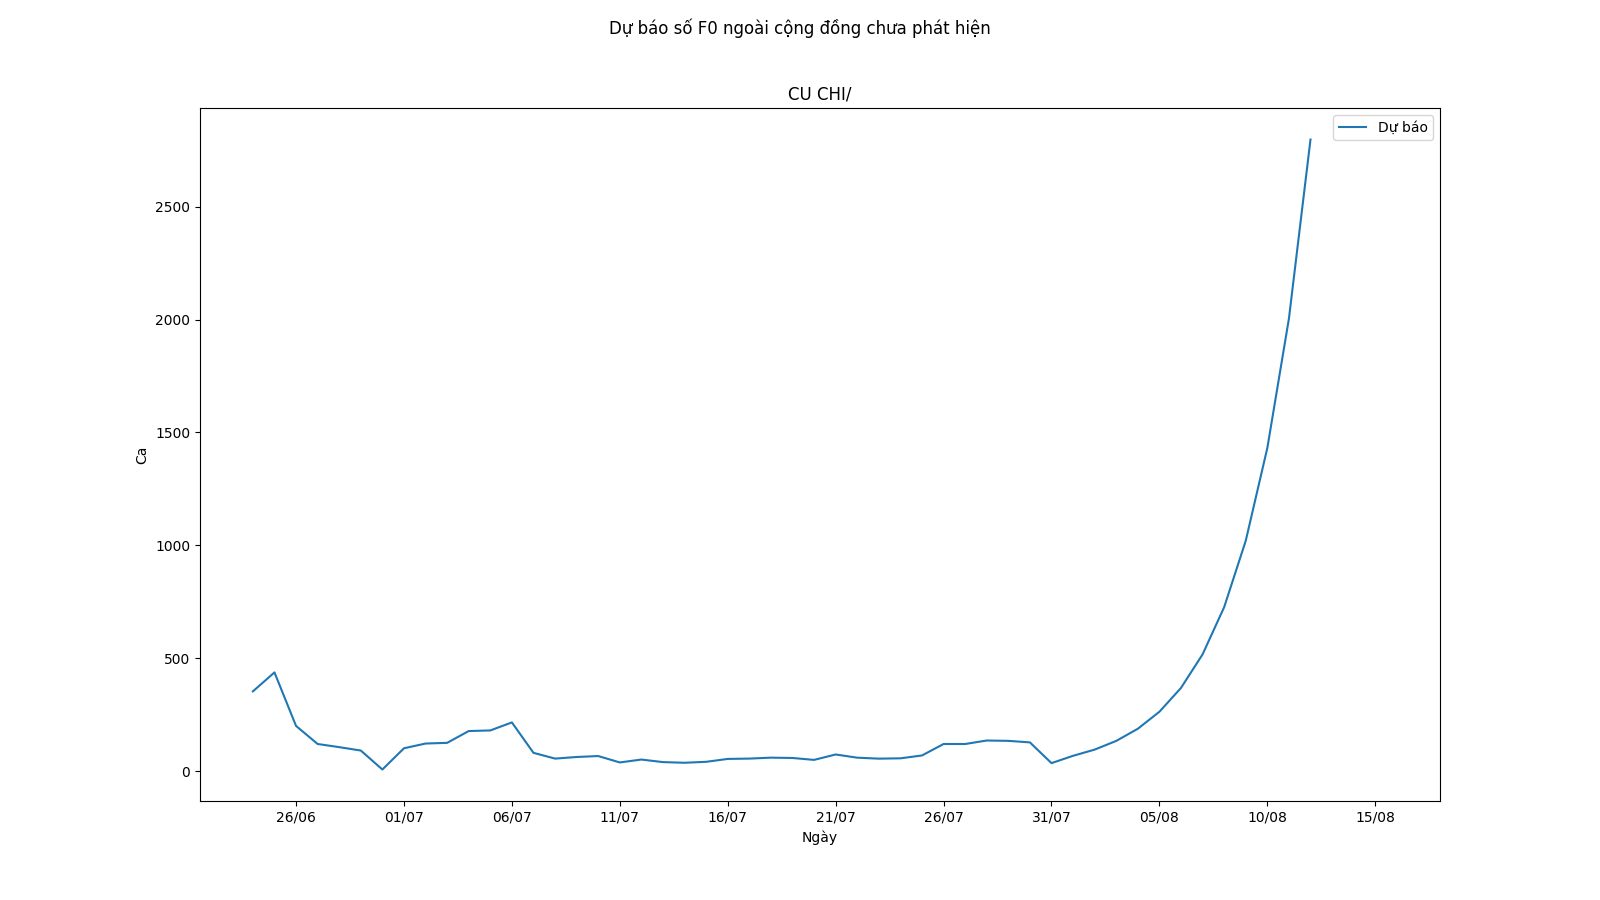 Dự báo số F0 ngoài cộng đồng chưa phát hiện
CU CHI/
Dự báo
Ca
2500
2000
1500
1000
500
0
26/06 01/07 06/07 11/07 16/07 21/07 26/07 31/07 05/08 10/08 15/08
Ngày